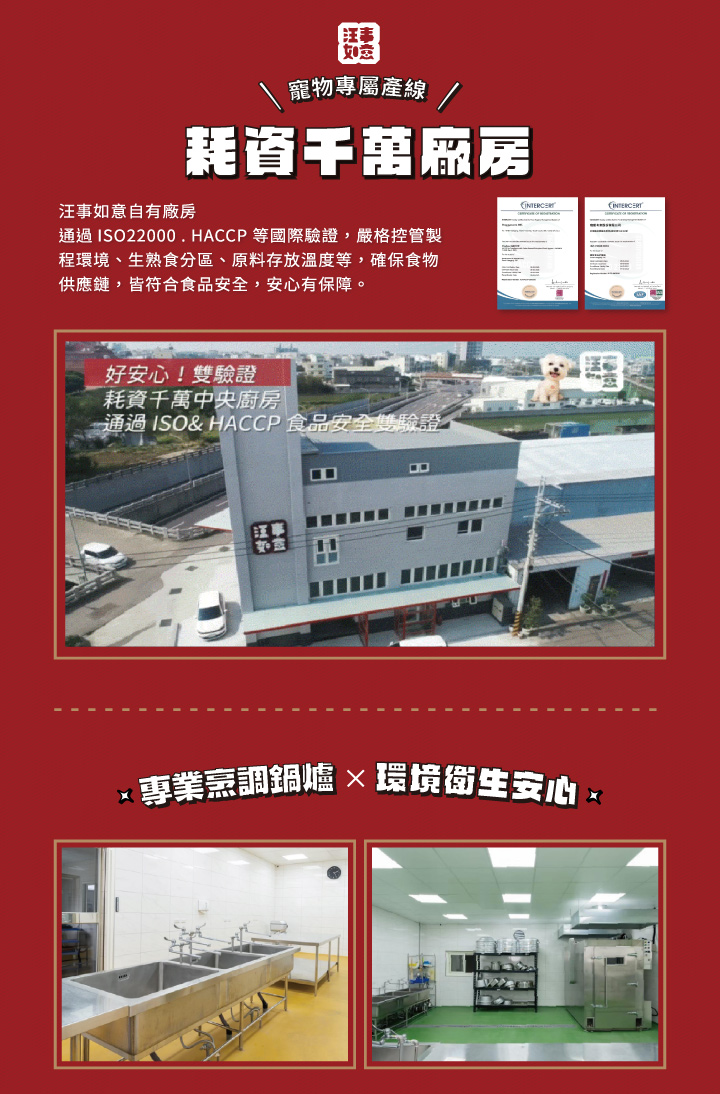 汪事
如意
寵物專屬產線
耗資千萬廠房
汪事如意自有廠房
通過 ISO22000 . HACCP 等國際驗證，嚴格控管製
程環境、生熟食分區、原料存放溫度等，確保食物
供應鏈，皆符合食品安全，安心有保障。
INTERCERT
CERTIFICATE OF REGISTRATION
INTERCERT
CERTIFICATE OF REGISTRATION
好安心！雙驗證
耗資千萬中央廚房
通過 ISO& HACCP 食品安全雙驗證
汪事
如意
汪事
如意
專業烹調鍋爐 × 環境衛生安心